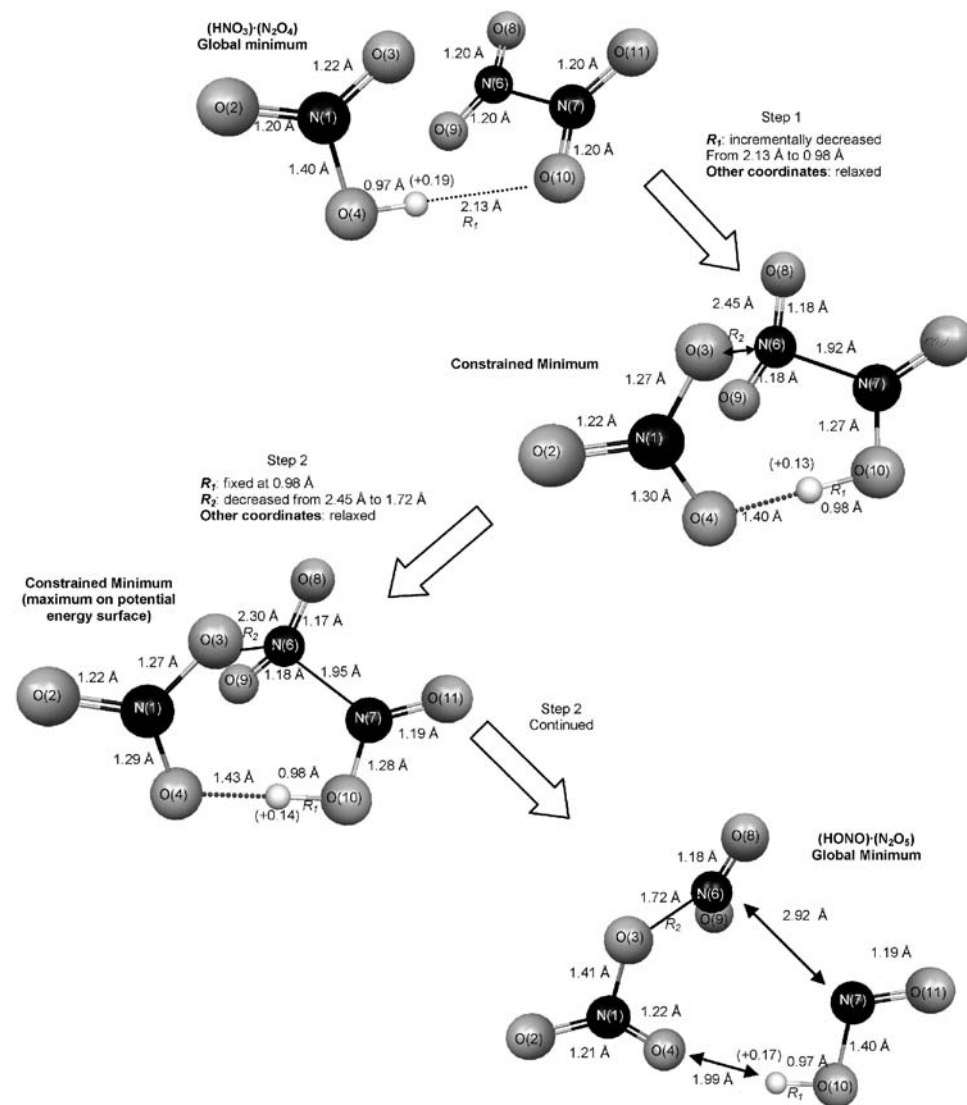 (HNO₃)·(N₂O₄)
Global minimum
O(8)
O(3)
O(11)
1.22 Å
1.20 Å
1.20 Å
N(6)
O(2)
N(7)
1.20 Å
N(1)
O(9)
1.20 Å
1.20 Å
1.40 Å
0.97 Å
(+0.19)
O(10)
O(4)
2.13 Å
R₁
Step 1
R₁: incrementally decreased
From 2.13 Å to 0.98 Å
Other coordinates: relaxed
Constrained Minimum
O(8)
2.45 Å
1.18 Å
R₂
O(3)
N(6)
1.92 Å
1.27 Å
1.18 Å
O(9)
N(7)
1.22 Å
1.27 Å
O(2)
N(1)
(+0.13)
O(10)
1.30 Å
R₁
O(4)
1.40 Å
0.98 Å
Step 2
R₁: fixed at 0.98 Å
R₂: decreased from 2.45 Å to 1.72 Å
Other coordinates: relaxed
Constrained Minimum
(maximum on potential
energy surface)
O(8)
2.30 Å
1.17 Å
O(3)
R₂
N(6)
1.27 Å
1.18 Å
1.95 Å
1.22 Å
O(9)
O(2)
O(11)
N(1)
N(7)
1.19 Å
1.29 Å
1.28 Å
1.43 Å
0.98 Å
O(4)
O(10)
(+0.14)
R₁
Step 2
Continued
(HONO)·(N₂O₅)
Global Minimum
O(8)
1.18 Å
1.72 Å
N(6)
O(9)
2.92 Å
O(3)
R₂
1.19 Å
1.41 Å
N(7)
O(11)
N(1)
1.22 Å
O(2)
O(4)
1.40 Å
1.21 Å
(+0.17)
0.97 Å
1.99 Å
R₁
O(10)